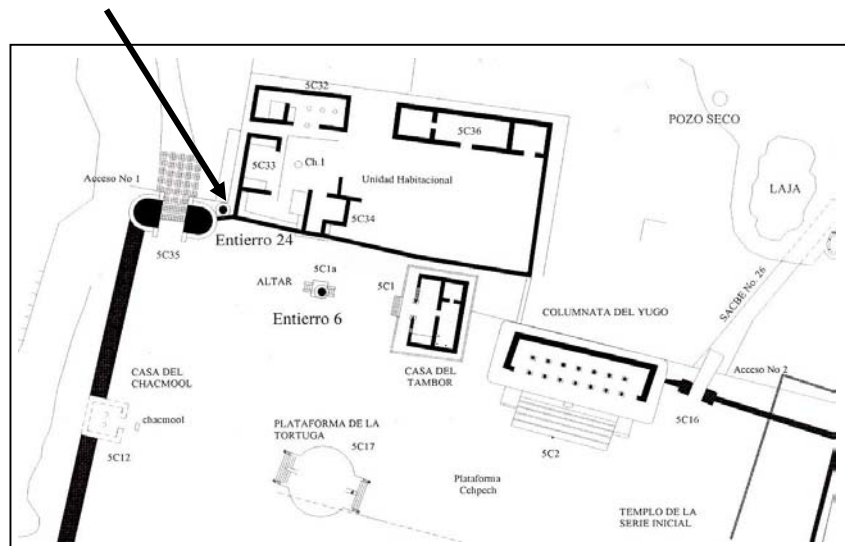 5C32
5C36
POZO SECO
5C33
Ch.1
Unidad Habitacional
LAJA
Acceso No 1
5C34
5C35
Entierro 24
SACBE No. 26
5C1a
ALTAR
5C1
COLUMNATA DEL YUGO
Entierro 6
CASA DEL
TAMBOR
Acceso No 2
CASA DEL
CHACMOOL
chacmool
5C16
PLATAFORMA DE LA
TORTUGA
5C17
5C2
5C12
Plataforma
Cehpech
TEMPLO DE LA
SERIE INICIAL